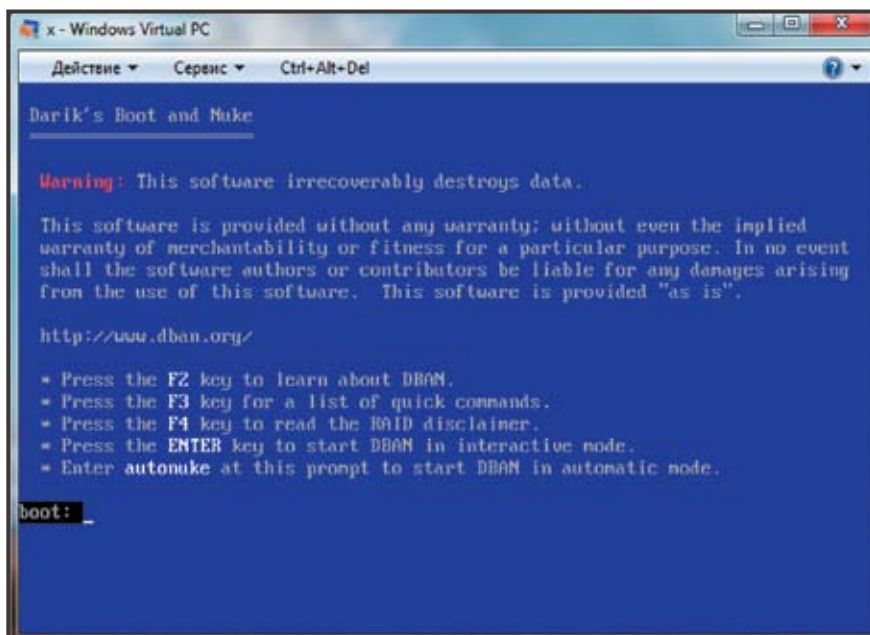 x - Windows Virtual PC
Действие Сервис Ctrl+Alt+Del
Darik's Boot and Nuke
Warning: This software irrecoverably destroys data.
This software is provided without any warranty; without even the implied
warranty of merchantability or fitness for a particular purpose. In no event
shall the software authors or contributors be liable for any damages arising
from the use of this software. This software is provided "as is".
http://www.dban.org/
* Press the F2 key to learn about DBAN.
* Press the F3 key for a list of quick commands.
* Press the F4 key to read the RAID disclaimer.
* Press the ENTER key to start DBAN in interactive mode.
* Enter autonuke at this prompt to start DBAN in automatic mode.
boot: _